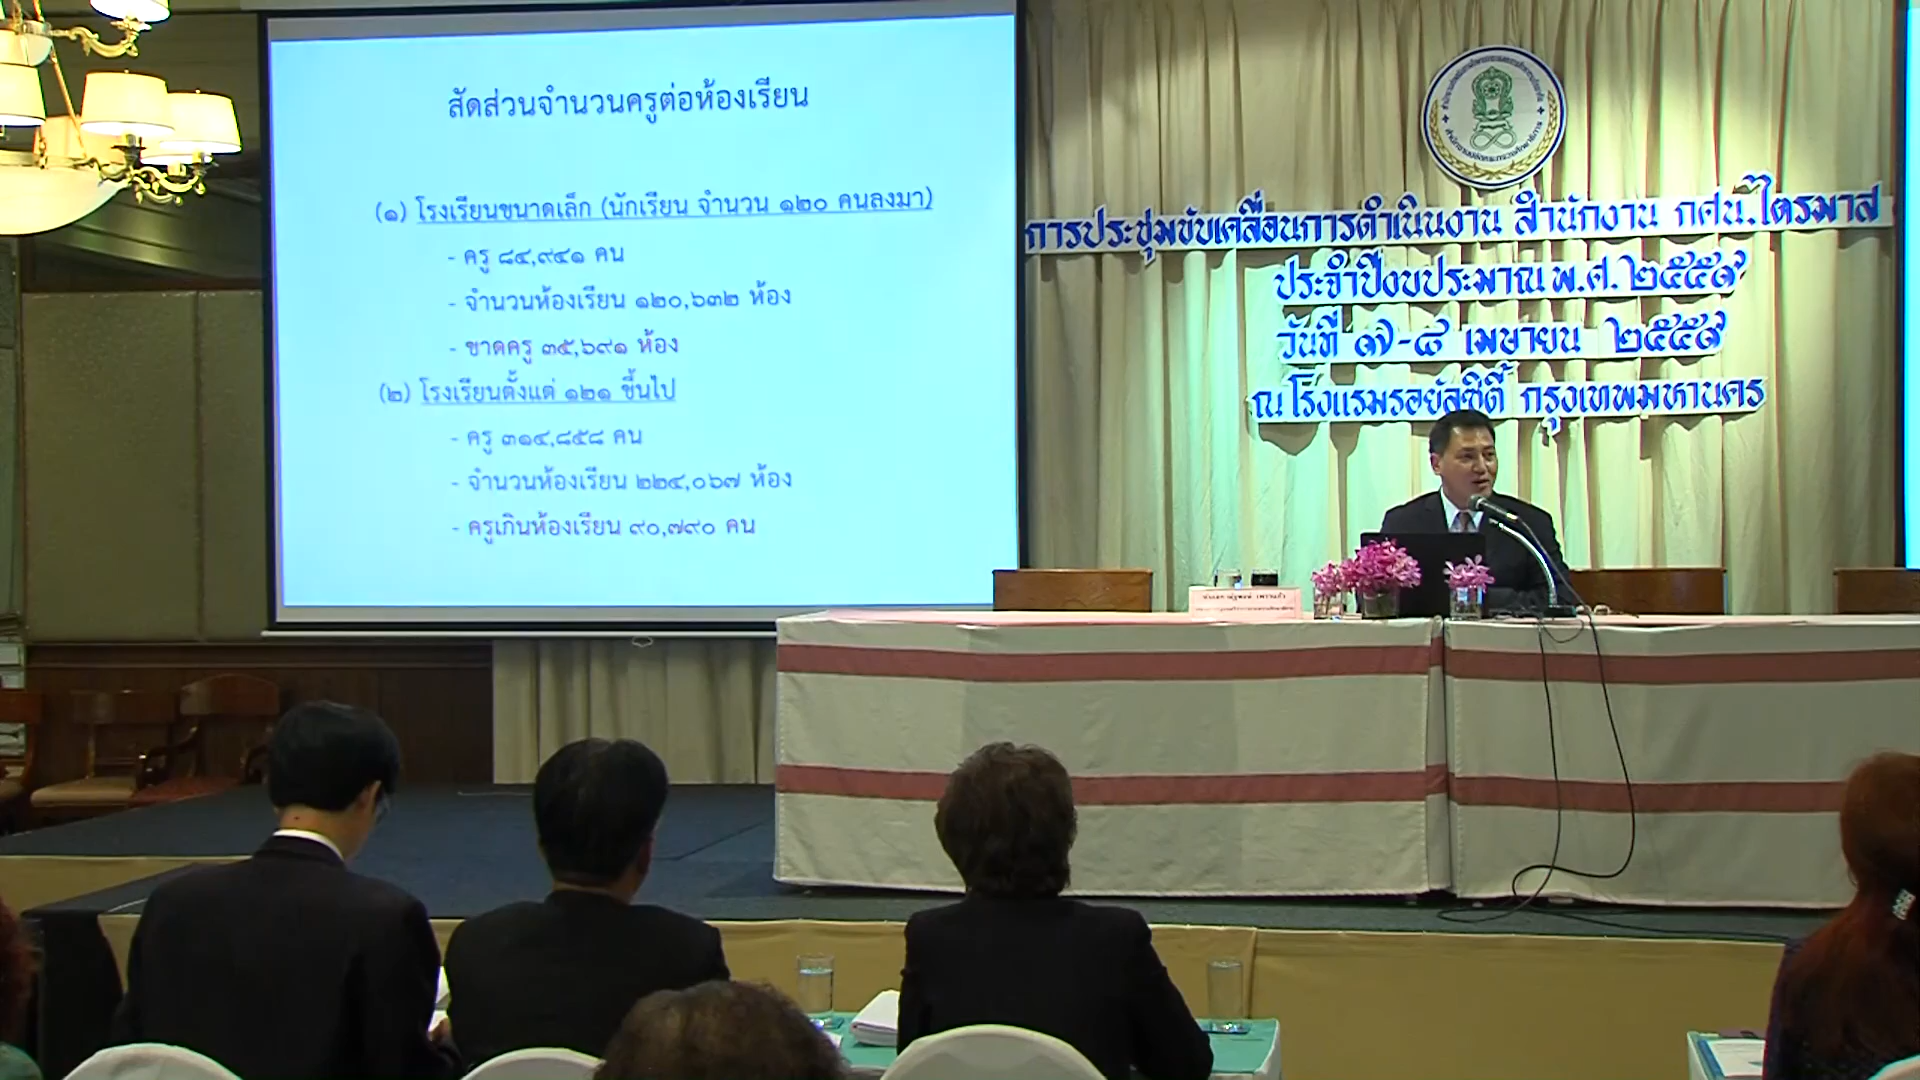 สัดส่วนจำนวนครูต่อห้องเรียน
(๑) โรงเรียนขนาดเล็ก (นักเรียน จำนวน ๑๒๐ คนลงมา)
- ครู ๘๔,๙๔๑ คน
- จำนวนห้องเรียน ๑๒๐,๖๓๒ ห้อง
- ขาดครู ๓๕,๖๙๑ ห้อง
(๒) โรงเรียนตั้งแต่ ๑๒๑ ขึ้นไป
- ครู ๓๑๔,๘๕๘ คน
- จำนวนห้องเรียน ๒๒๔,๐๖๗ ห้อง
- ครูเกินห้องเรียน ๙๐,๗๙๐ คน
การประชุมขับเคลื่อนการดำเนินงาน สำนักงาน กศน.ไตรมาส
ประจำปีงบประมาณ พ.ศ. ๒๕๕๙
วันที่ ๗-๘ เมษายน ๒๕๕๙
ณ โรงแรมรอยัลซิตี้ กรุงเทพมหานคร